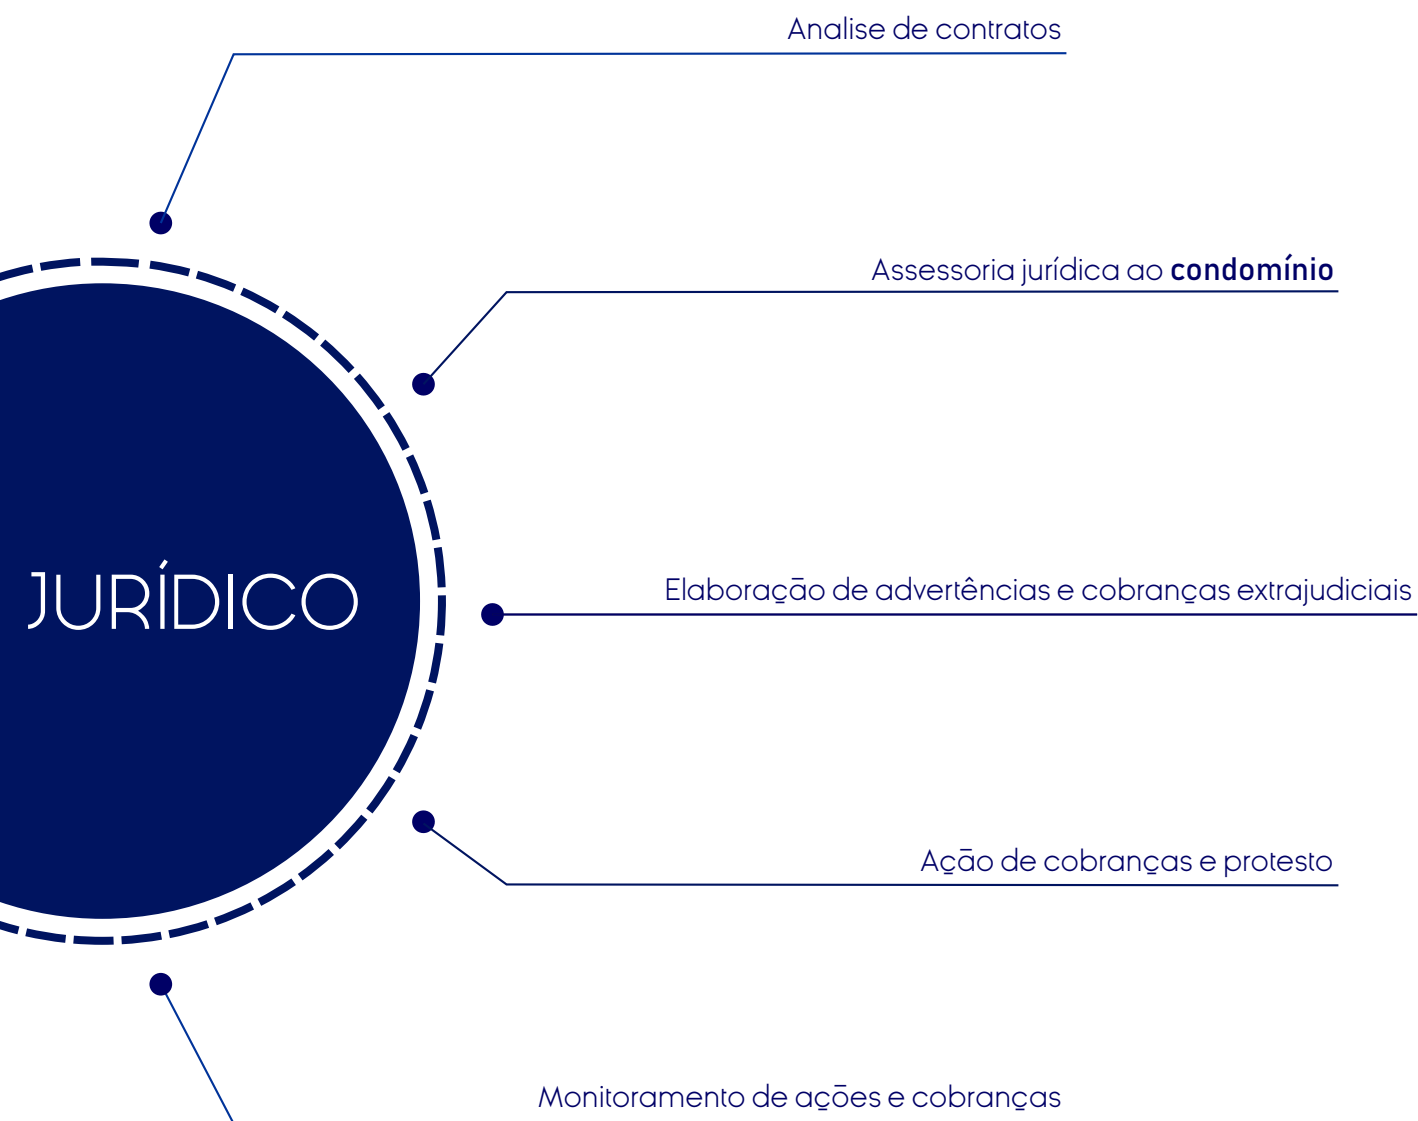 Analise de contratos
Assessoria jurídica ao condomínio
JURÍDICO
Elaboração de advertências e cobranças extrajudiciais
Ação de cobranças e protesto
Monitoramento de ações e cobranças